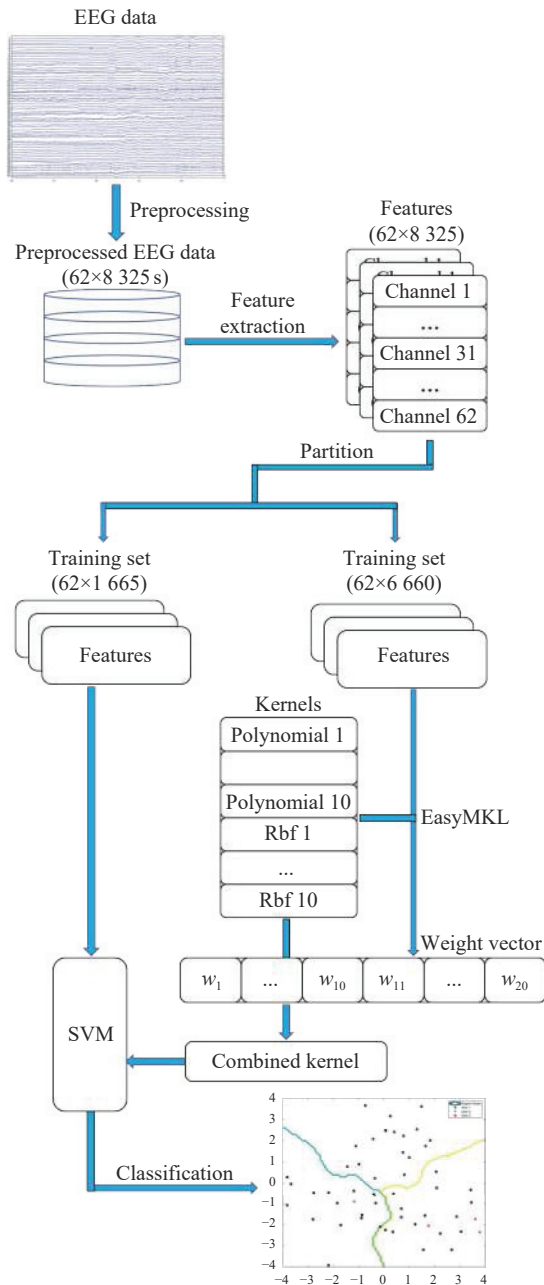 EEG data
Preprocessing
Preprocessed EEG data
(62×8 325 s)
Feature
extraction
Features
(62×8 325)
Channel 1
...
Channel 31
...
Channel 62
Partition
Training set
(62×1 665)
Features
Training set
(62×6 660)
Features
Kernels
Polynomial 1
Polynomial 10
Rbf 1
...
Rbf 10
EasyMKL
Weight vector
w1 ... w10 w11 ... w20
SVM
Combined kernel
Classification
4
3
2
1
0
−1
−2
−3
−4
−4 −3 −2 −1 0 1 2 3 4